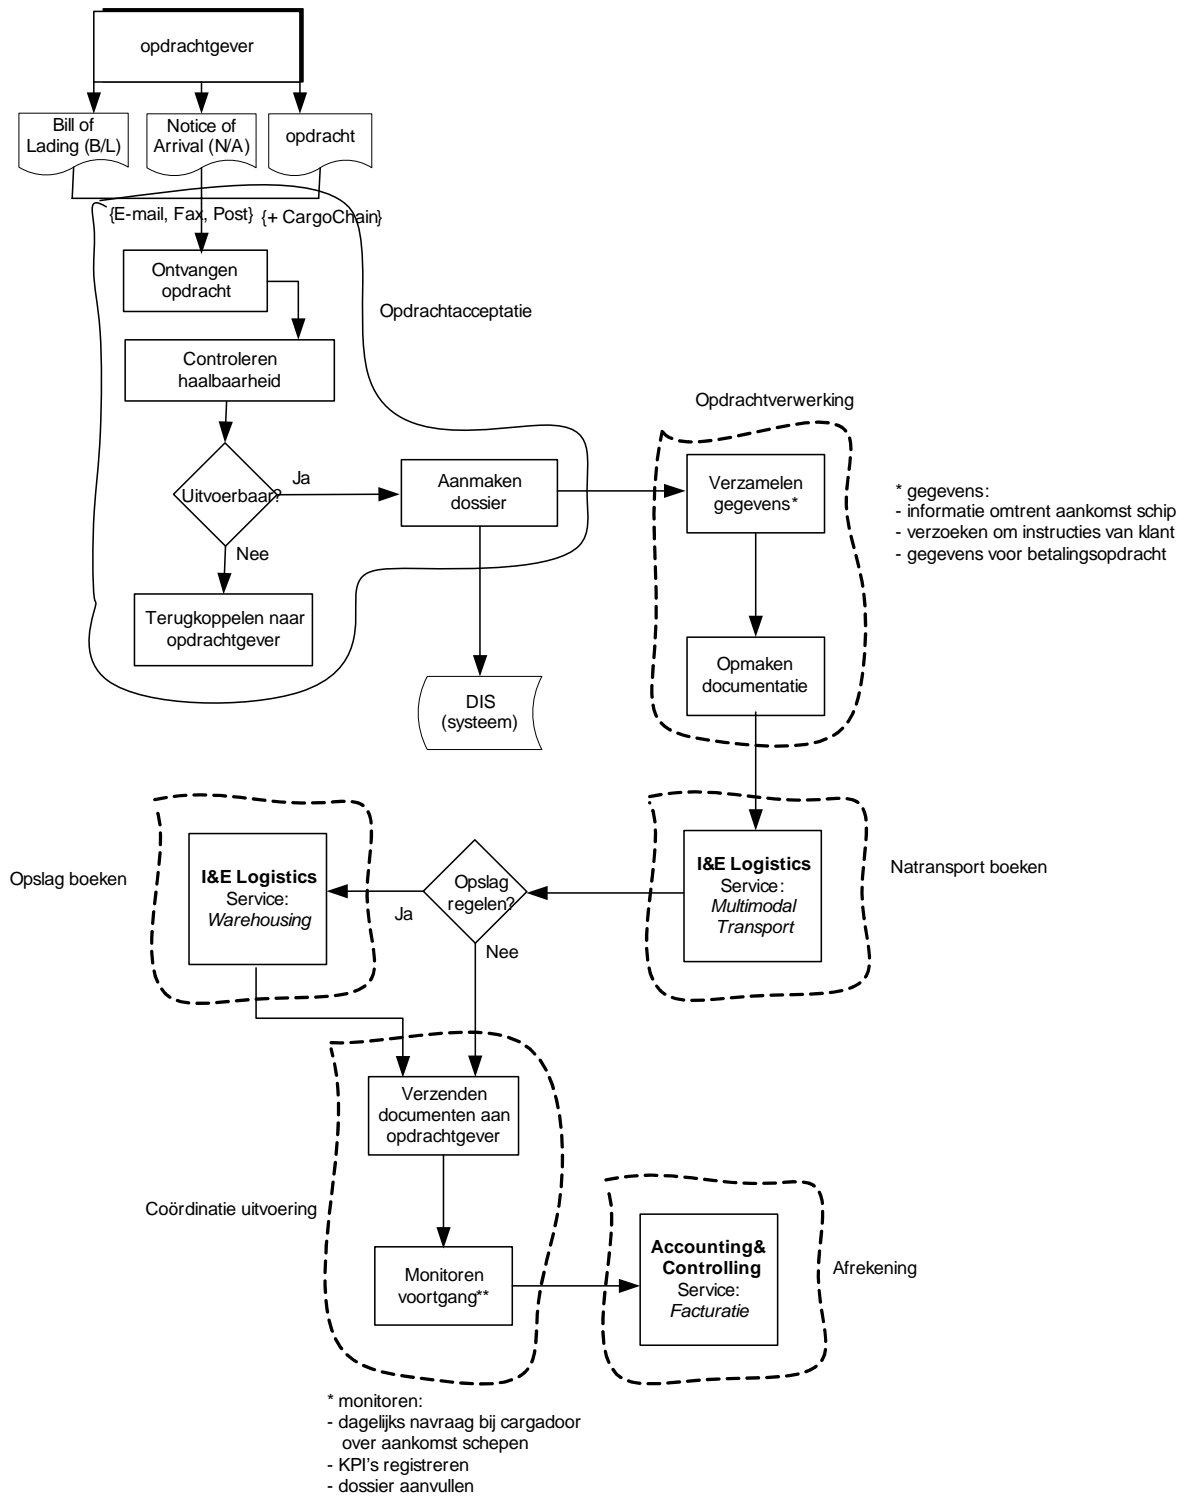 opdrachtgever
Bill of
Lading (B/L)
Notice of
Arrival (N/A)
opdracht
{E-mail, Fax, Post}
{+ CargoChain}
Ontvangen
opdracht
Opdrachtacceptatie
Controleren
haalbaarheid
Opdrachtverwerking
Uitvoerbaar?
Ja
Nee
Aanmaken
dossier
Verzamelen
gegevens*
* gegevens:
- informatie omtrent aankomst schip
- verzoeken om instructies van klant
- gegevens voor betalingsopdracht
Terugkoppelen naar
opdrachtgever
Opmaken
documentatie
DIS
(systeem)
Opslag boeken
I&E Logistics
Service:
Warehousing
Ja
Opslag
regelen?
Nee
I&E Logistics
Service:
Multimodal
Transport
Natransport boeken
Verzenden
documenten aan
opdrachtgever
Coördinatie uitvoering
Monitoren
voortgang**
Accounting&
Controlling
Service:
Facturatie
Afrekening
* monitoren:
- dagelijks navraag bij cargadoor
over aankomst schepen
- KPI's registreren
- dossier aanvullen